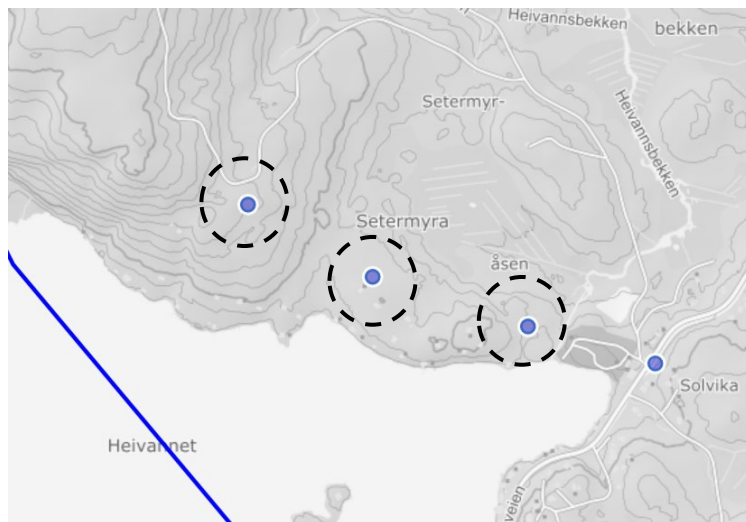 Heivannsbekken
bekken
Setermyr-
Heivannsbekken
Setermyra
åsen
Solvika
Heivannet
veien